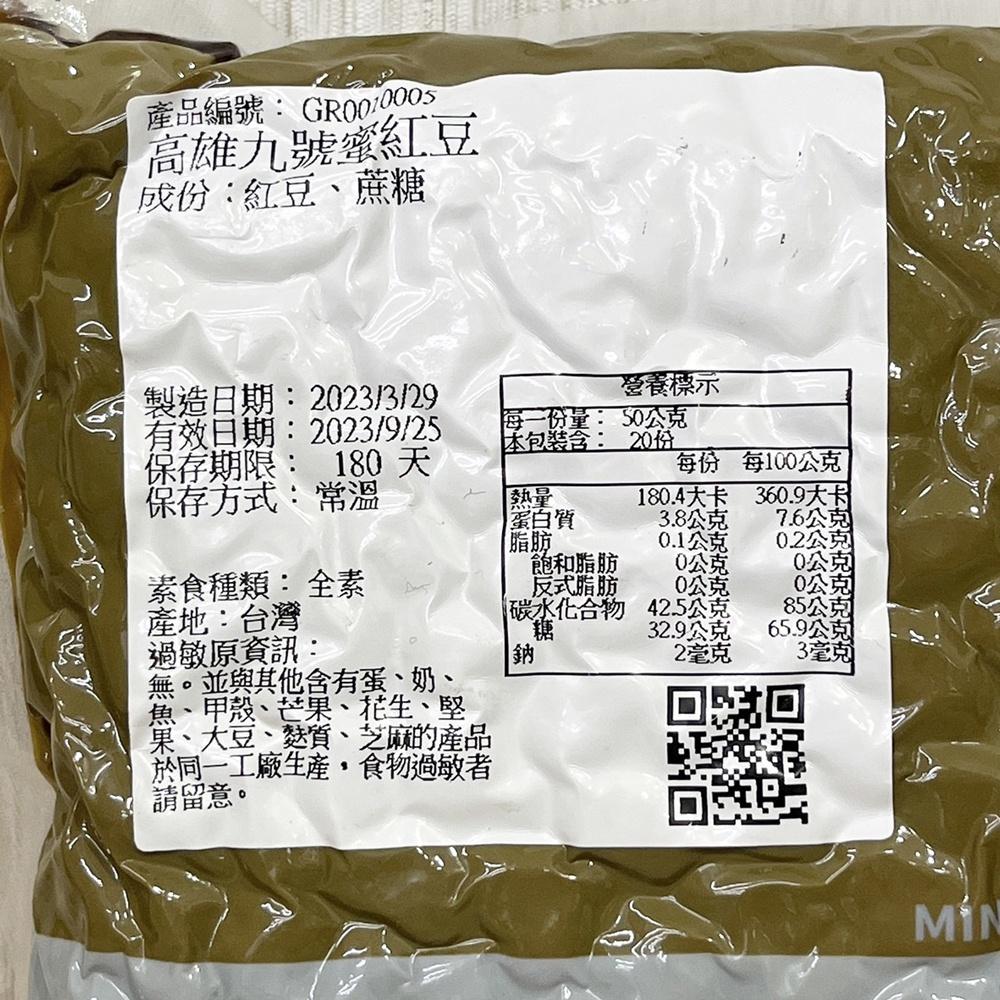 產品編號： GR0010005
高雄九號蜜紅豆
成份：紅豆、蔗糖
製造日期： 2023/3/29
有效日期： 2023/9/25
保存期限： 180 天
保存方式： 常溫
素食種類： 全素
產地：台灣
過敏原資訊：
無。並與其他含有蛋、奶、
魚、甲殼、芒果、花生、堅
果、大豆、麩質、芝麻的產品
於同一工廠生產，食物過敏者
請留意。
營養標示
每一份量： 50公克
本包裝含： 20份
每份 每100公克
熱量 180.4大卡 360.9大卡
蛋白質 3.8公克 7.6公克
脂肪 0.1公克 0.2公克
飽和脂肪 0公克 0公克
反式脂肪 0公克 0公克
碳水化合物 42.5公克 85公克
糖 32.9公克 65.9公克
鈉 2毫克 3毫克
MIN